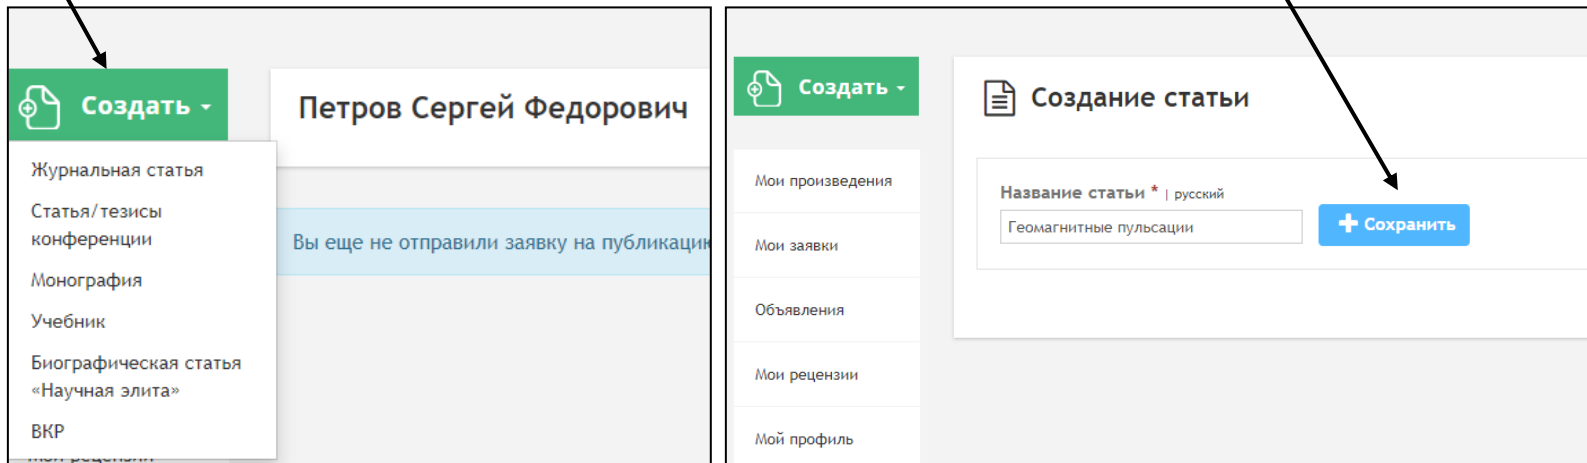 Создать
Петров Сергей Федорович
Журнальная статья
Статья/тезисы
конференции
Монография
Учебник
Биографическая статья
«Научная элита»
ВКР
Вы еще не отправили заявку на публикацию
Создать
Мои произведения
Мои заявки
Объявления
Мои рецензии
Мой профиль
Создание статьи
Название статьи * | русский
Геомагнитные пульсации
Сохранить